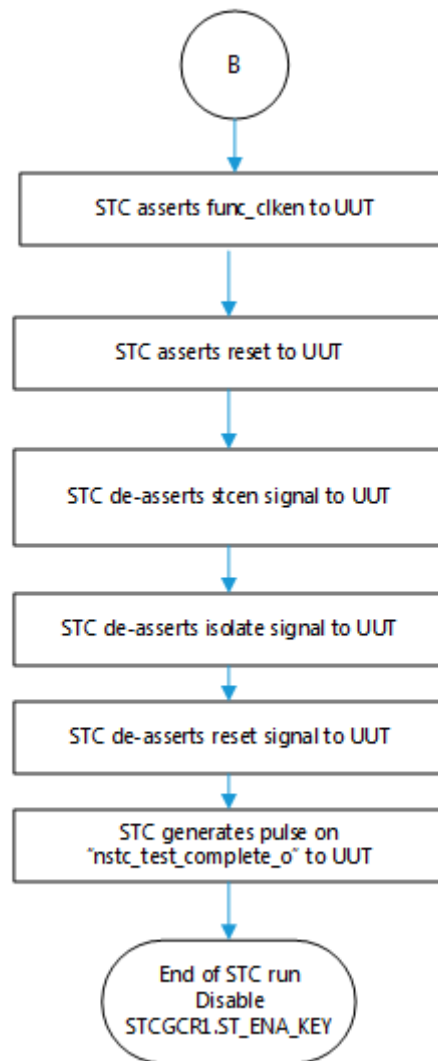 B
STC asserts func_clken to UUT
STC asserts reset to UUT
STC de-asserts stcen signal to UUT
STC de-asserts isolate signal to UUT
STC de-asserts reset signal to UUT
STC generates pulse on
"nstc_test_complete_o" to UUT
End of STC run
Disable
STCGCR1.ST_ENA_KEY